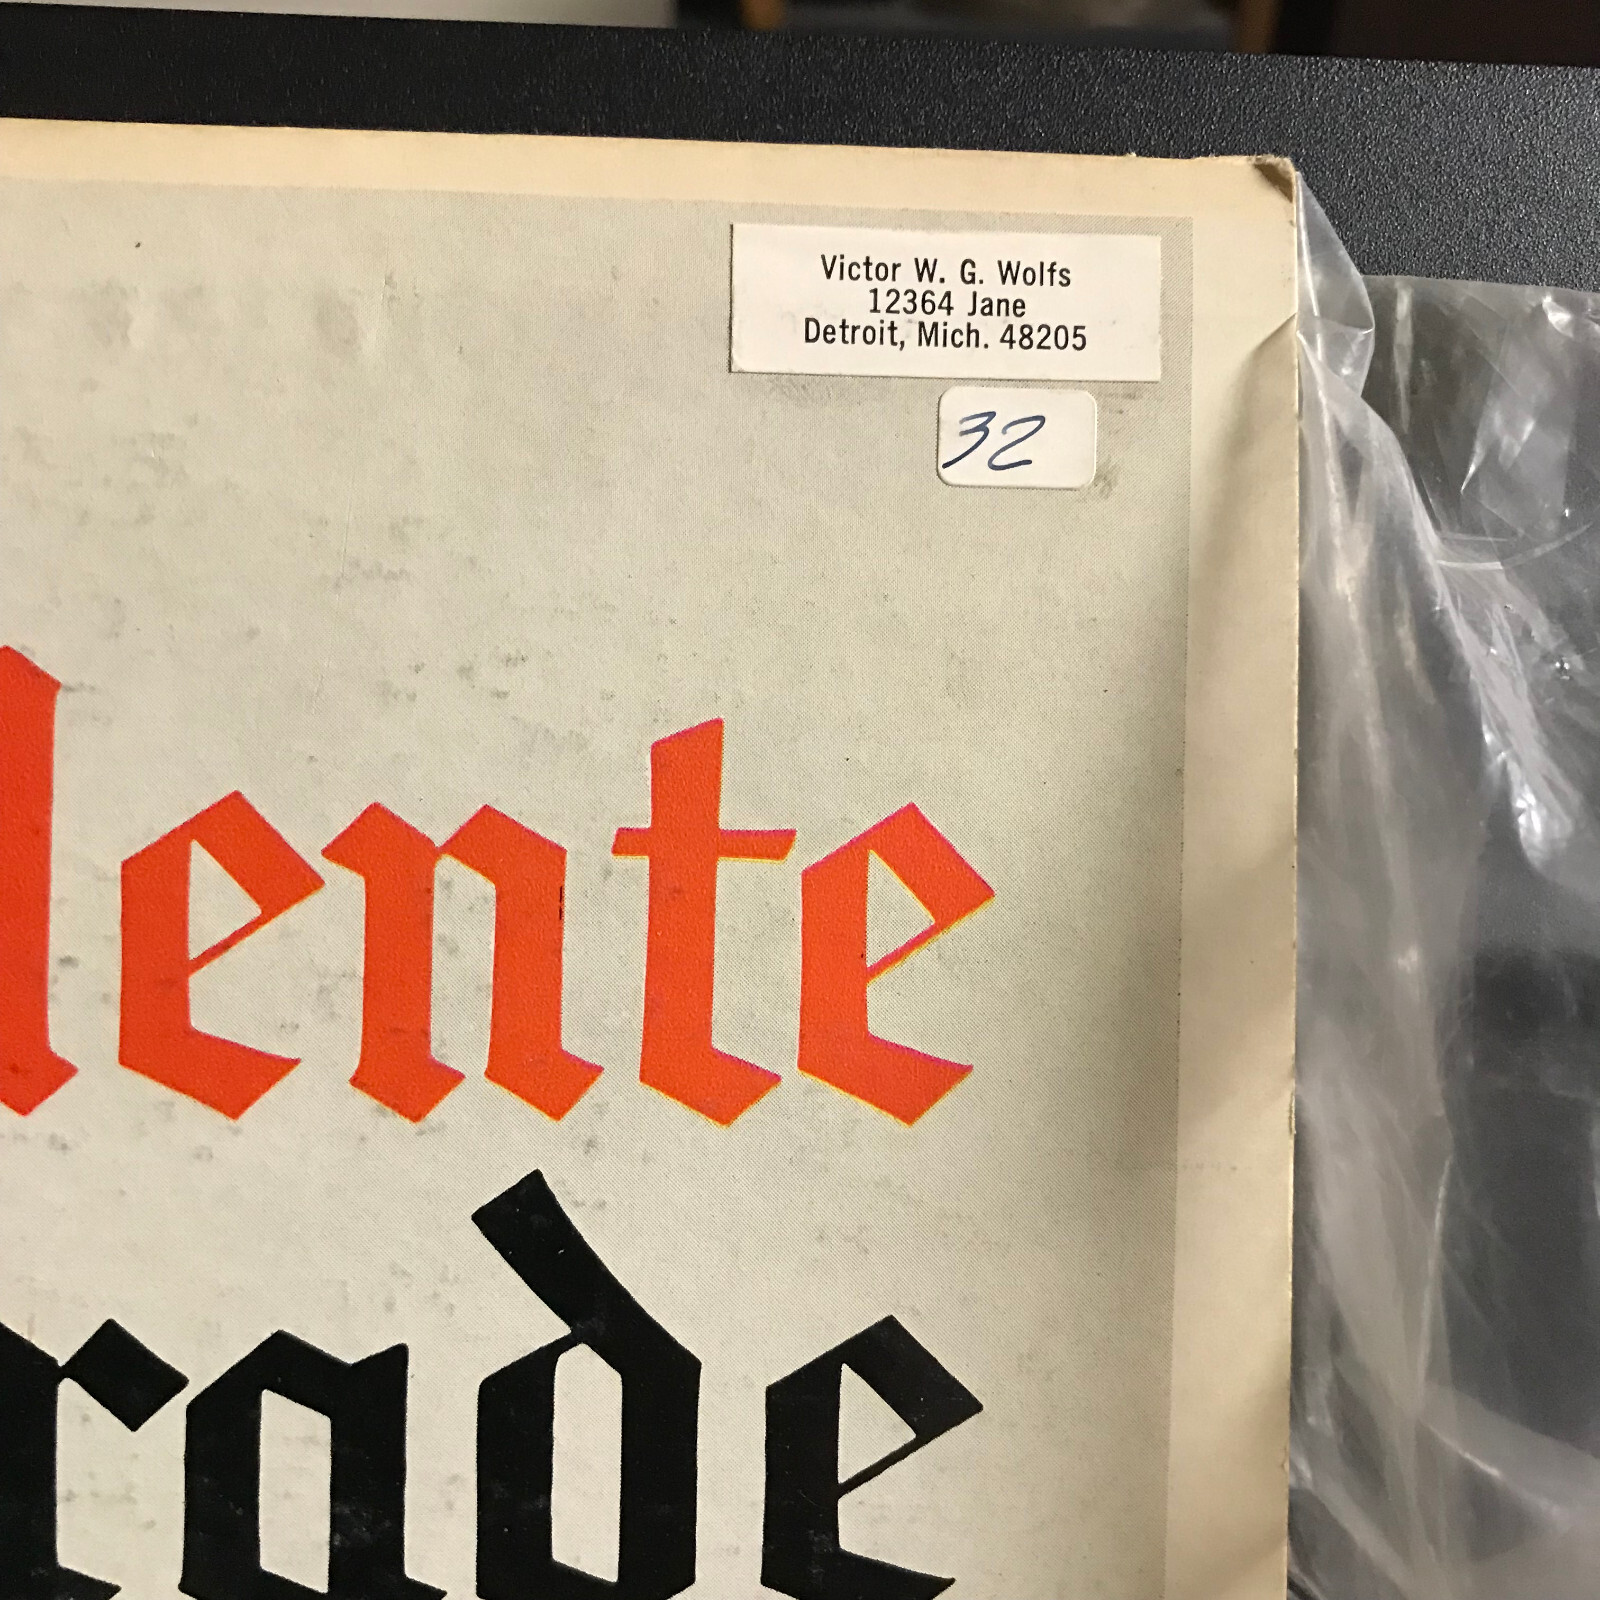 Victor W. G. Wolfs
12364 Jane
Detroit, Mich. 48205
32
lente
rade